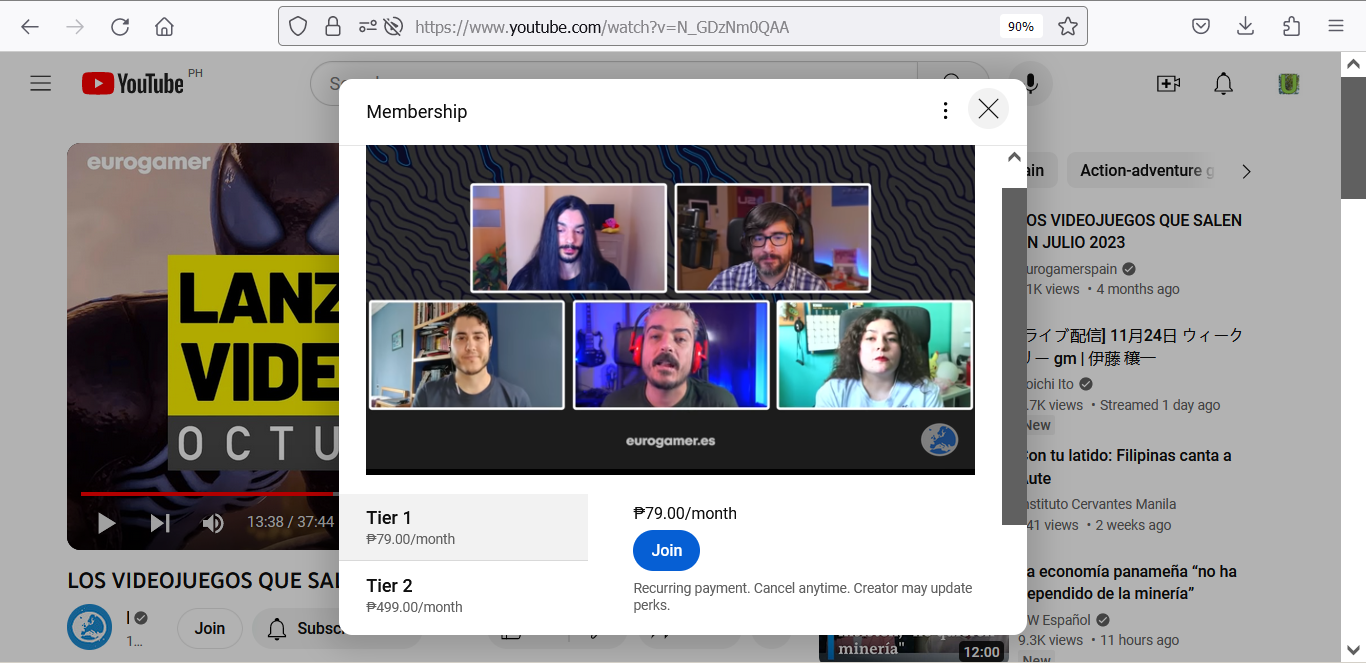 https://www.youtube.com/watch?v=N_GDzNm0QAA
90%
YouTube
PH
Membership
eurogamer
LANZ
VIDE
OCTU
13:38 / 37:44
LOS VIDEOJUEGOS QUE SAL
Join
Subsc
eurogamer.es
Tier 1
₱79.00/month
Tier 2
₱499.00/month
₱79.00/month
Join
Recurring payment. Cancel anytime. Creator may update
perks.
Action-adventure g
OS VIDEOJUEGOS QUE SALEN
N JULIO 2023
urogamerspain
1K views • 4 months ago
ライブ配信] 11月24日 ウィーク
リー gm | 伊藤 穰一
oichi Ito
.7K views • Streamed 1 day ago
New
on tu latido: Filipinas canta a
ute
nstituto Cervantes Manila
41 views • 2 weeks ago
a economía panameña “no ha
ependido de la minería”
W Español
9.3K views • 11 hours ago
New
minería"
12:00